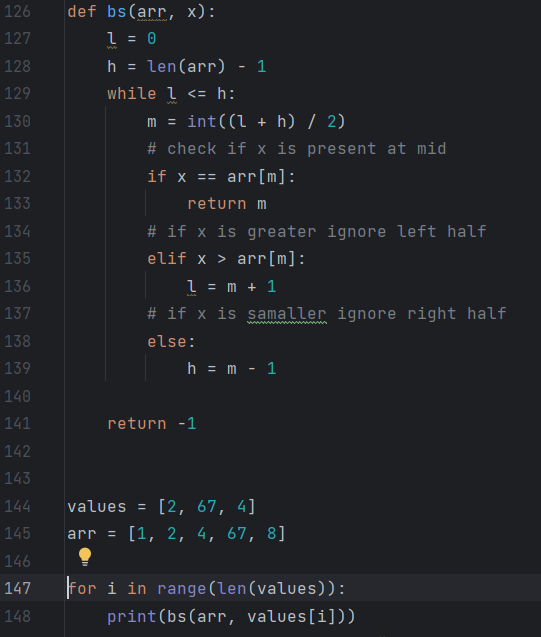 126 def bs(arr, x):
127     l = 0
128     h = len(arr) - 1
129     while l <= h:
130         m = int((l + h) / 2)
131         # check if x is present at mid
132         if x == arr[m]:
133             return m
134         # if x is greater ignore left half
135         elif x > arr[m]:
136             l = m + 1
137         # if x is samaller ignore right half
138         else:
139             h = m - 1
140
141     return -1
142
143
144 values = [2, 67, 4]
145 arr = [1, 2, 4, 67, 8]
146
147 for i in range(len(values)):
148     print(bs(arr, values[i]))